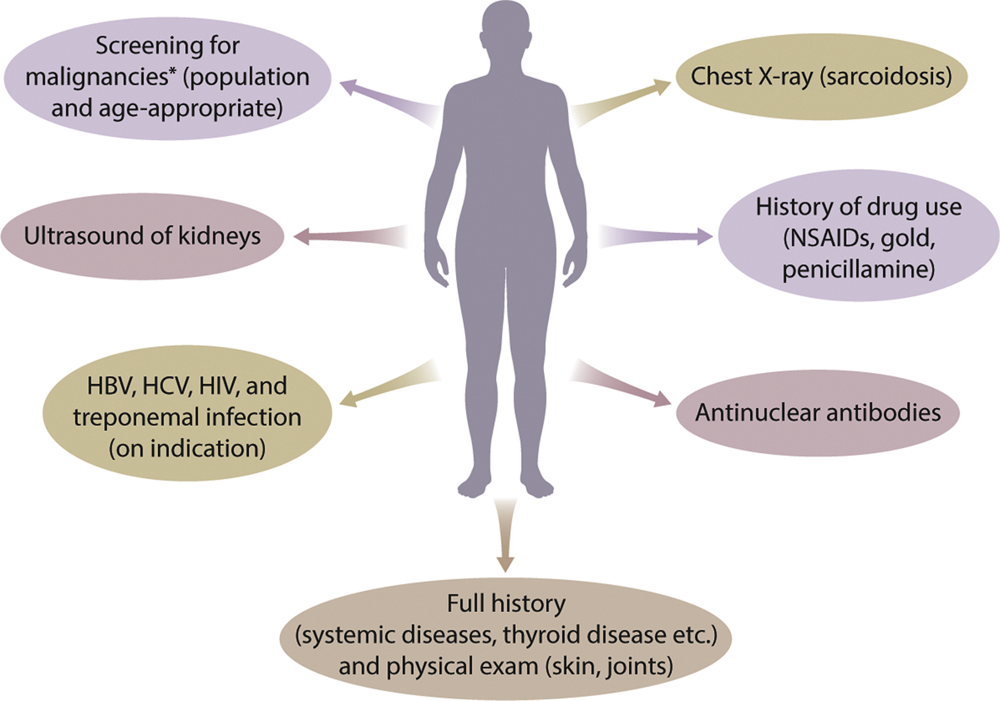 Screening for
malignancies* (population
and age-appropriate)
Chest X-ray (sarcoidosis)
Ultrasound of kidneys
History of drug use
(NSAIDs, gold,
penicillamine)
HBV, HCV, HIV, and
treponemal infection
(on indication)
Antinuclear antibodies
Full history
(systemic diseases, thyroid disease etc.)
and physical exam (skin, joints)